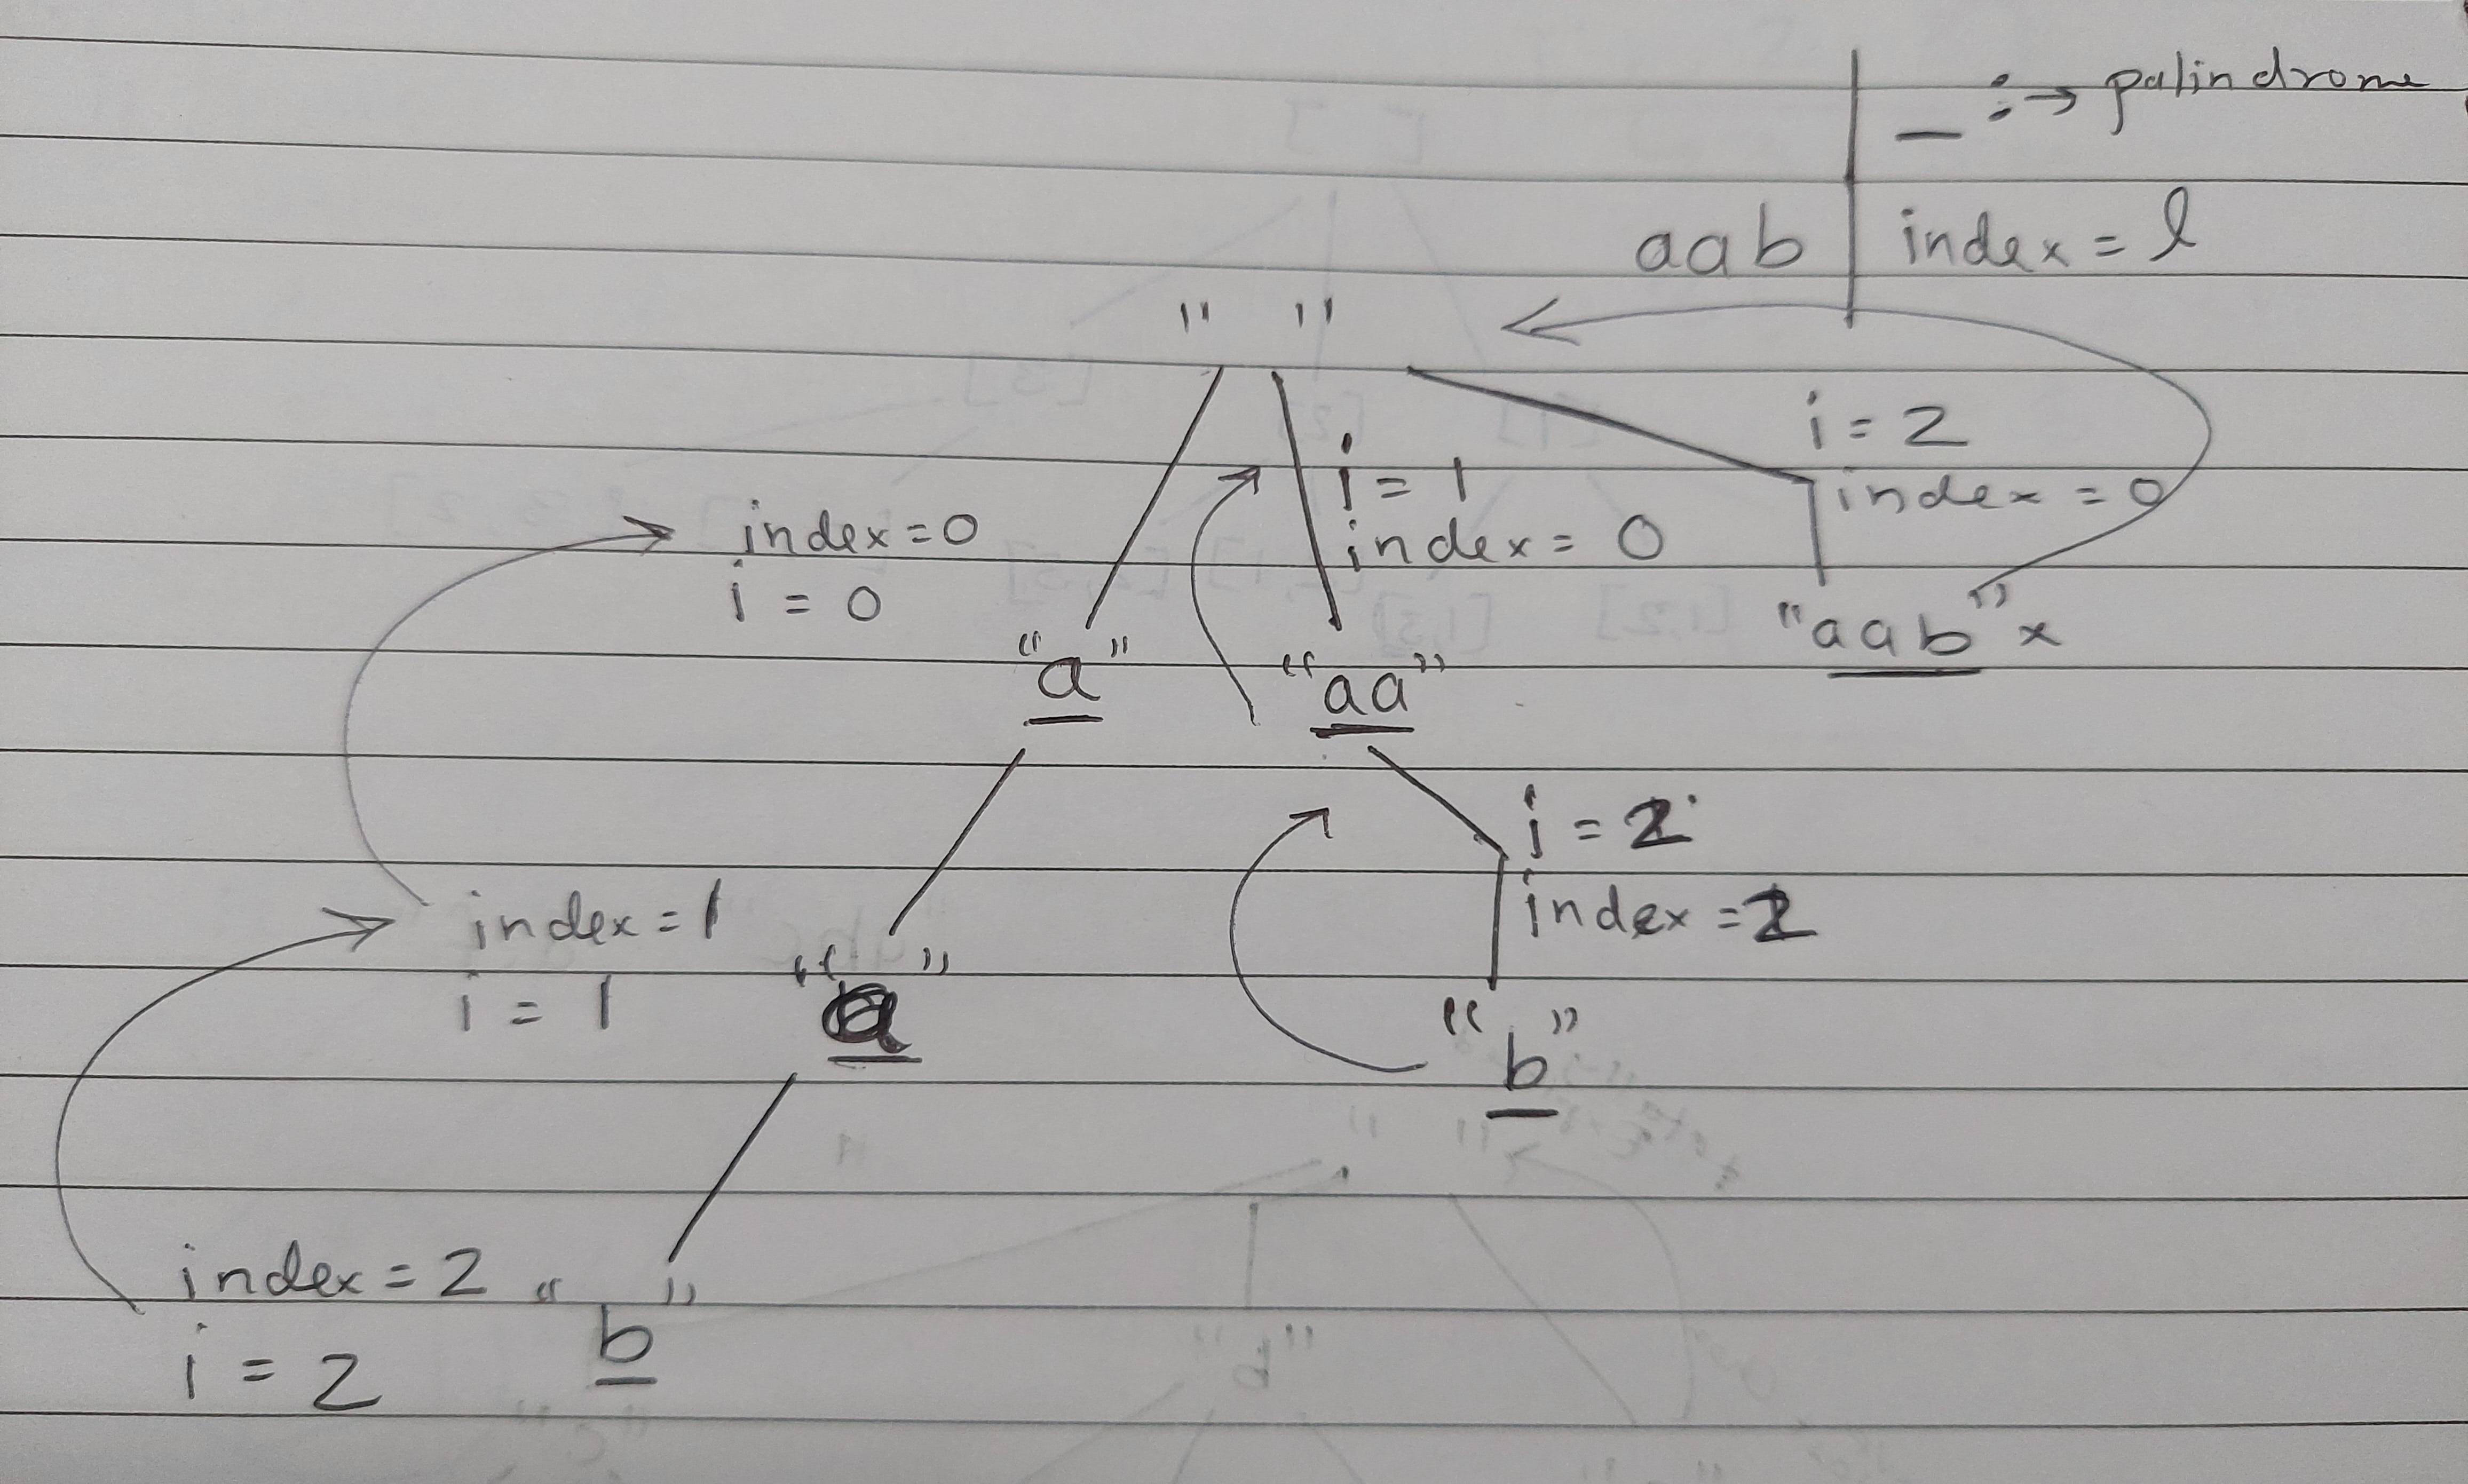 _ : → palindrome
aab | index = l
" "
i = 2
index = 0
i = 1
index = 0
index = 0
i = 0
"aab" x
"a"
"aa"
i = 2
index = 2
index = 1
i = 1
"a"
"b"
index = 2
i = 2
"b"